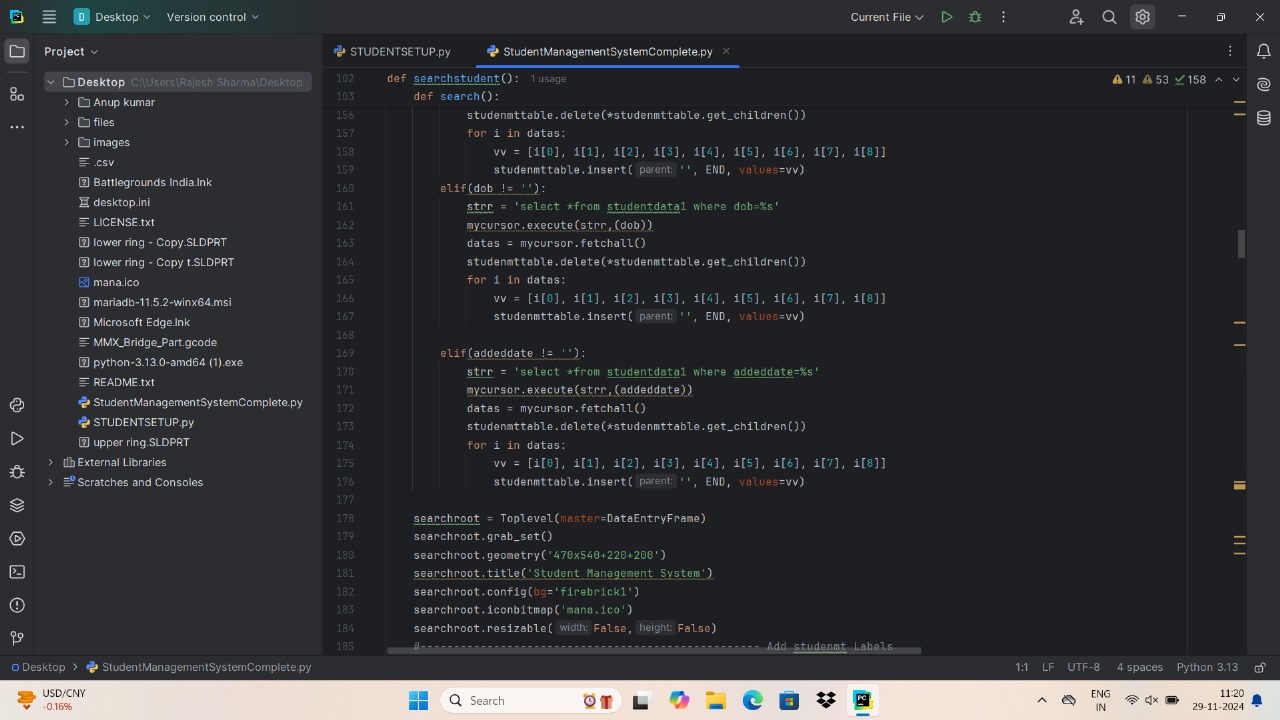 Desktop
Version control
Current File
Project
STUDENTSETUP.py
StudentManagementSystemComplete.py
Desktop C:\Users\Rajesh Sharma\Desktop
Anup kumar
files
images
.csv
Battlegrounds India.lnk
desktop.ini
LICENSE.txt
lower ring - Copy.SLDPRT
lower ring - Copy t.SLDPRT
mana.ico
mariadb-11.5.2-winx64.msi
Microsoft Edge.lnk
MMX_Bridge_Part.gcode
python-3.13.0-amd64 (1).exe
README.txt
StudentManagementSystemComplete.py
STUDENTSETUP.py
upper ring.SLDPRT
External Libraries
Scratches and Consoles
11 53 158
102 def searchstudent(): 1 usage
103 def search():
156 studenmttable.delete(*studenmttable.get_children())
157 for i in datas:
158 vv = [i[0], i[1], i[2], i[3], i[4], i[5], i[6], i[7], i[8]]
159 studenmttable.insert( parent: '', END, values=vv)
160 elif(dob != ''):
161 strr = 'select *from studentdata1 where dob=%s'
162 mycursor.execute(strr,(dob))
163 datas = mycursor.fetchall()
164 studenmttable.delete(*studenmttable.get_children())
165 for i in datas:
166 vv = [i[0], i[1], i[2], i[3], i[4], i[5], i[6], i[7], i[8]]
167 studenmttable.insert( parent: '', END, values=vv)
168
169 elif(addeddate != ''):
170 strr = 'select *from studentdata1 where addeddate=%s'
171 mycursor.execute(strr,(addeddate))
172 datas = mycursor.fetchall()
173 studenmttable.delete(*studenmttable.get_children())
174 for i in datas:
175 vv = [i[0], i[1], i[2], i[3], i[4], i[5], i[6], i[7], i[8]]
176 studenmttable.insert( parent: '', END, values=vv)
177
178 searchroot = Toplevel(master=DataEntryFrame)
179 searchroot.grab_set()
180 searchroot.geometry('470x540+220+200')
181 searchroot.title('Student Management System')
182 searchroot.config(bg='firebrick1')
183 searchroot.iconbitmap('mana.ico')
184 searchroot.resizable( width: False, height: False)
185 #--------------------------------------------------- Add studenmt Labels
Desktop > StudentManagementSystemComplete.py
1:1 LF UTF-8 4 spaces Python 3.13
USD/CNY
-0.16%
Search
ENG
IN
11:20
29-11-2024